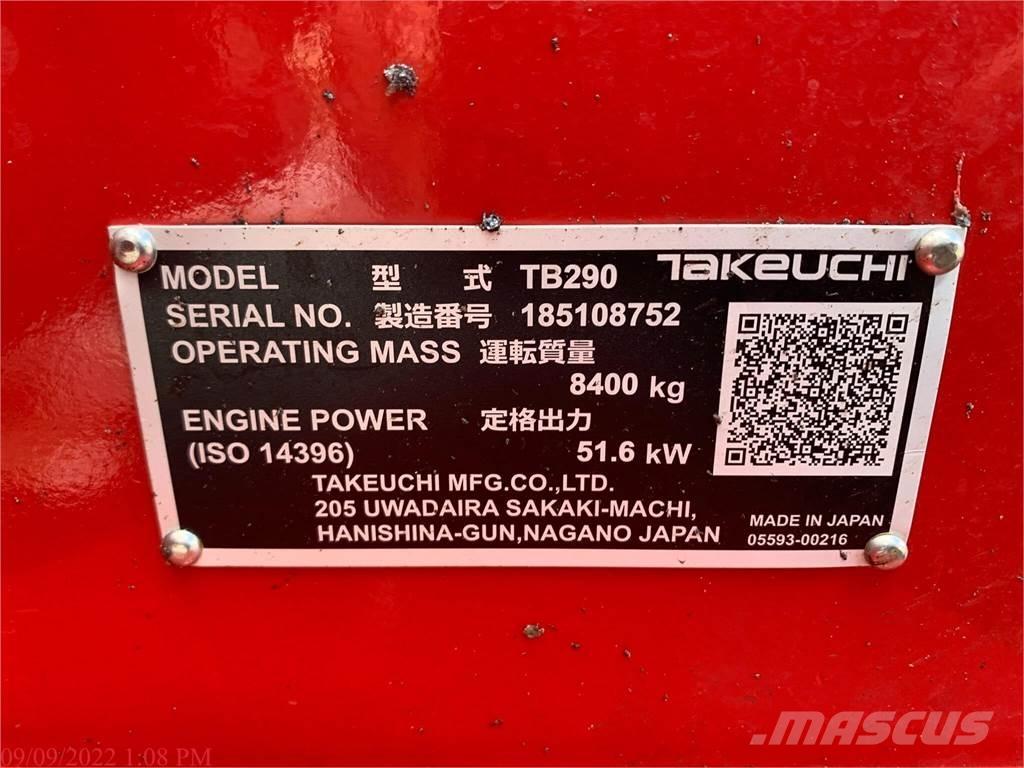 MODEL 型 式 TB290 TAKEUCHI
SERIAL NO. 製造番号 185108752
OPERATING MASS 運転質量
8400 kg
ENGINE POWER 定格出力
(ISO 14396) 51.6 kW
TAKEUCHI MFG.CO.,LTD.
205 UWADAIRA SAKAKI-MACHI,
HANISHINA-GUN,NAGANO JAPAN
MADE IN JAPAN
05593-00216
MASCUS
09/09/2022 1:08 PM